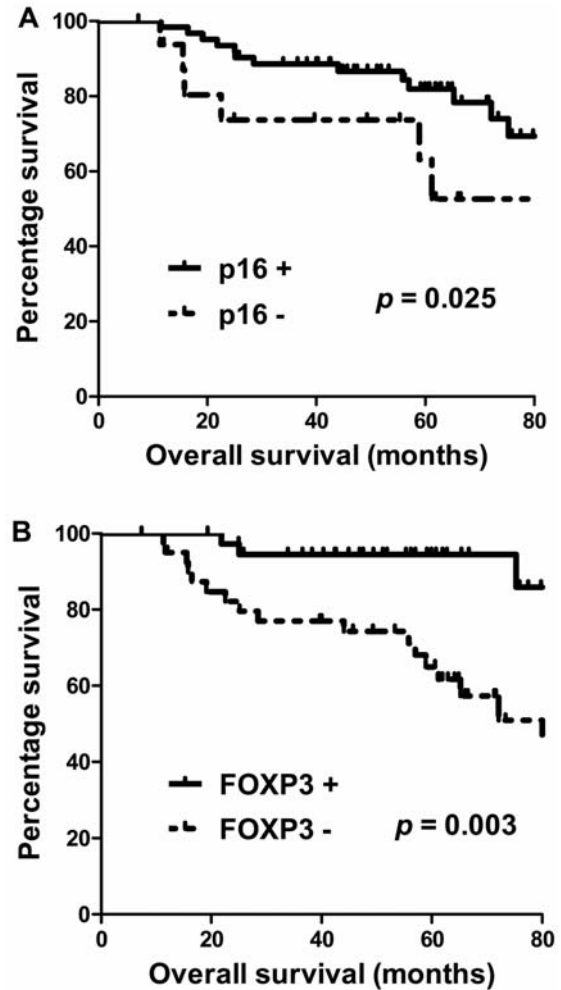 A
100
80
60
40
20
0
Percentage survival
p16 +
p16 -
p = 0.025
0 20 40 60 80
Overall survival (months)
B
100
80
60
40
20
0
Percentage survival
FOXP3 +
FOXP3 -
p = 0.003
0 20 40 60 80
Overall survival (months)